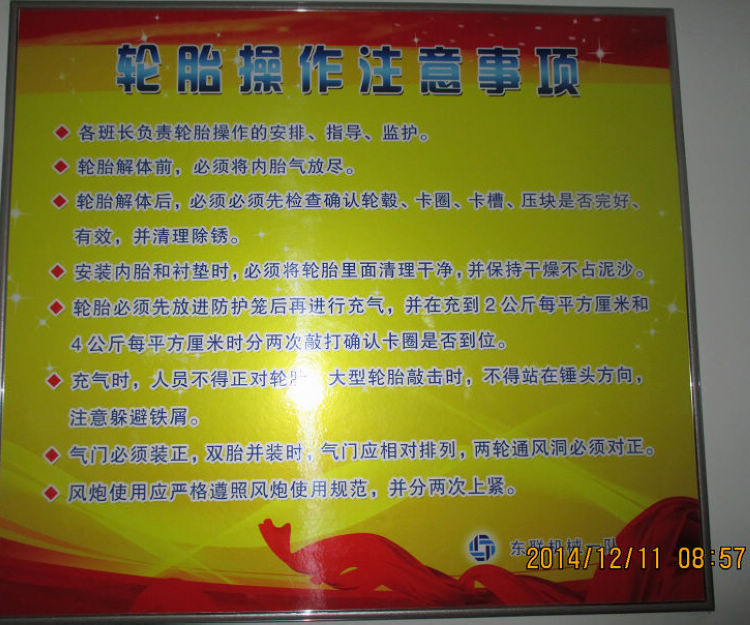 轮胎操作注意事项
各班长负责轮胎操作的安排、指导、监护。
轮胎解体前，必须将内胎气放尽。
轮胎解体后，必须必须先检查确认轮毂、卡圈、卡槽、压块是否完好、
有效，并清理除锈。
安装内胎和衬垫时，必须将轮胎里面清理干净，并保持干燥不占泥沙。
轮胎必须先放进防护笼后再进行充气，并在充到2公斤每平方厘米和
4公斤每平方厘米时分两次敲打确认卡圈是否到位。
充气时，人员不得正对轮胎，大型轮胎敲击时，不得站在锤头方向，
注意躲避铁屑。
气门必须装正，双胎并装时，气门应相对排列，两轮通风洞必须对正。
风炮使用应严格遵照风炮使用规范，并分两次上紧。
东联机械一队
2014/12/11 08:57